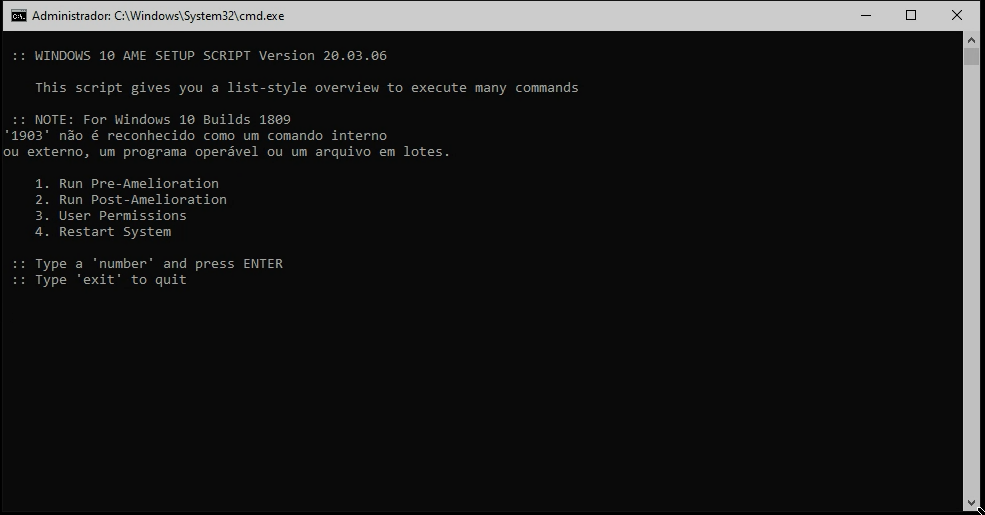 Administrador: C:\Windows\System32\cmd.exe
:: WINDOWS 10 AME SETUP SCRIPT Version 20.03.06
This script gives you a list-style overview to execute many commands
:: NOTE: For Windows 10 Builds 1809
'1903' não é reconhecido como um comando interno
ou externo, um programa operável ou um arquivo em lotes.
1. Run Pre-Amelioration
2. Run Post-Amelioration
3. User Permissions
4. Restart System
:: Type a 'number' and press ENTER
:: Type 'exit' to quit